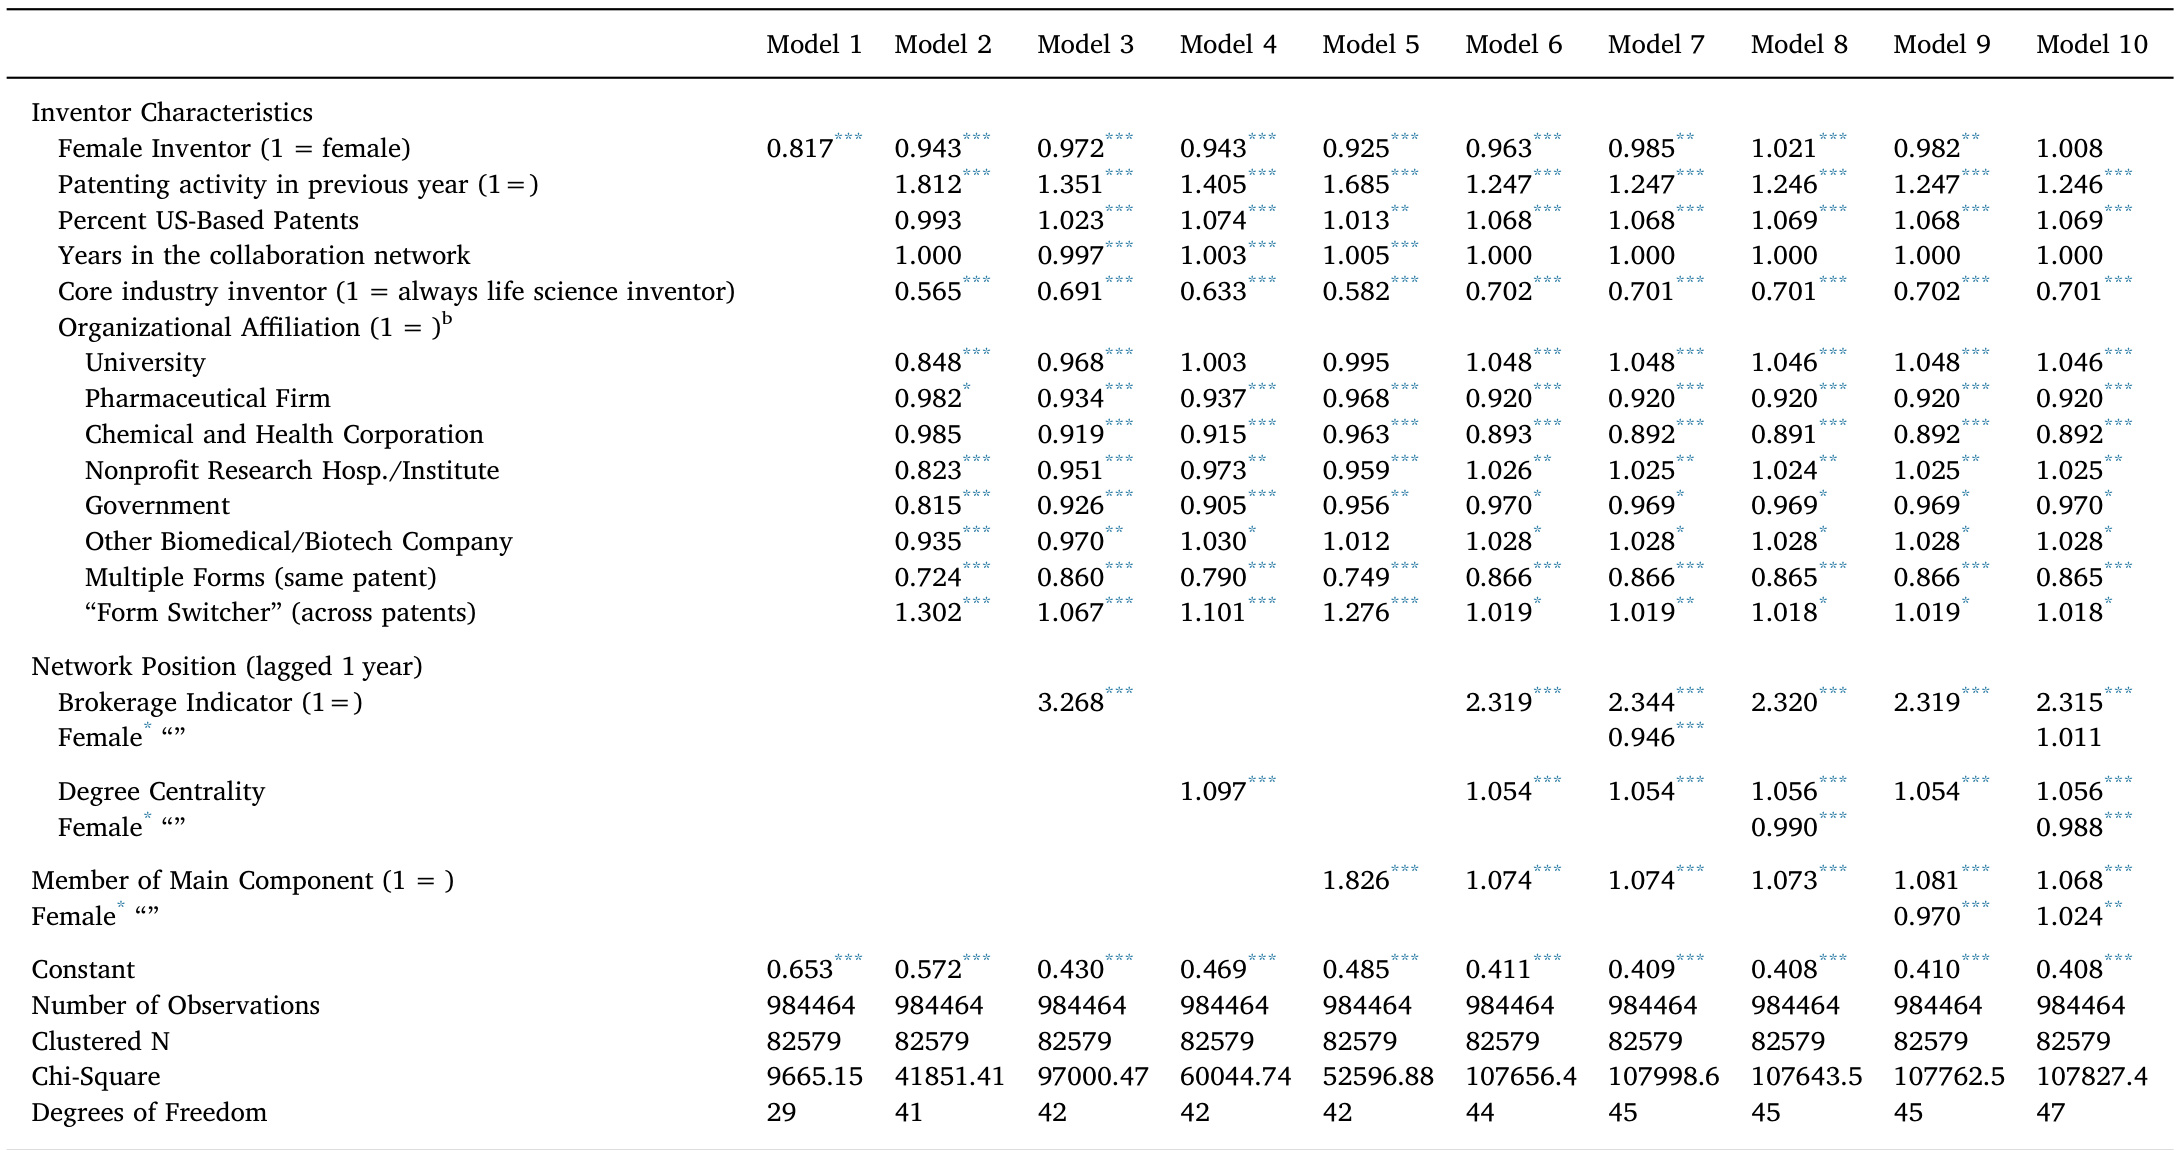 Model 1 Model 2 Model 3 Model 4 Model 5 Model 6 Model 7 Model 8 Model 9 Model 10
Inventor Characteristics
Female Inventor (1 = female) 0.817*** 0.943*** 0.972*** 0.943*** 0.925*** 0.963*** 0.985** 1.021*** 0.982** 1.008
Patenting activity in previous year (1=) 1.812*** 1.351*** 1.405*** 1.685*** 1.247*** 1.247*** 1.246*** 1.247*** 1.246***
Percent US-Based Patents 0.993 1.023*** 1.074*** 1.013** 1.068*** 1.068*** 1.069*** 1.068*** 1.069***
Years in the collaboration network 1.000 0.997*** 1.003*** 1.005*** 1.000 1.000 1.000 1.000 1.000
Core industry inventor (1 = always life science inventor) 0.565*** 0.691*** 0.633*** 0.582*** 0.702*** 0.701*** 0.701*** 0.702*** 0.701***
Organizational Affiliation (1 = )b
University 0.848*** 0.968*** 1.003 0.995 1.048*** 1.048*** 1.046*** 1.048*** 1.046***
Pharmaceutical Firm 0.982* 0.934*** 0.937*** 0.968*** 0.920*** 0.920*** 0.920*** 0.920*** 0.920***
Chemical and Health Corporation 0.985 0.919*** 0.915*** 0.963*** 0.893*** 0.892*** 0.891*** 0.892*** 0.892***
Nonprofit Research Hosp./Institute 0.823*** 0.951*** 0.973** 0.959*** 1.026** 1.025** 1.024** 1.025** 1.025**
Government 0.815*** 0.926*** 0.905*** 0.956** 0.970* 0.969* 0.969* 0.969* 0.970*
Other Biomedical/Biotech Company 0.935*** 0.970** 1.030* 1.012 1.028* 1.028* 1.028* 1.028* 1.028*
Multiple Forms (same patent) 0.724*** 0.860*** 0.790*** 0.749*** 0.866*** 0.866*** 0.865*** 0.866*** 0.865***
“Form Switcher” (across patents) 1.302*** 1.067*** 1.101*** 1.276*** 1.019* 1.019** 1.018* 1.019* 1.018*
Network Position (lagged 1 year)
Brokerage Indicator (1=) 3.268*** 2.319*** 2.344*** 2.320*** 2.319*** 2.315***
Female* “” 0.946*** 1.011
Degree Centrality 1.097*** 1.054*** 1.054*** 1.056*** 1.054*** 1.056***
Female* “” 0.990*** 0.988***
Member of Main Component (1 = ) 1.826*** 1.074*** 1.074*** 1.073*** 1.081*** 1.068***
Female* “” 0.970*** 1.024**
Constant 0.653*** 0.572*** 0.430*** 0.469*** 0.485*** 0.411*** 0.409*** 0.408*** 0.410*** 0.408***
Number of Observations 984464 984464 984464 984464 984464 984464 984464 984464 984464 984464
Clustered N 82579 82579 82579 82579 82579 82579 82579 82579 82579 82579
Chi-Square 9665.15 41851.41 97000.47 60044.74 52596.88 107656.4 107998.6 107643.5 107762.5 107827.4
Degrees of Freedom 29 41 42 42 42 44 45 45 45 47